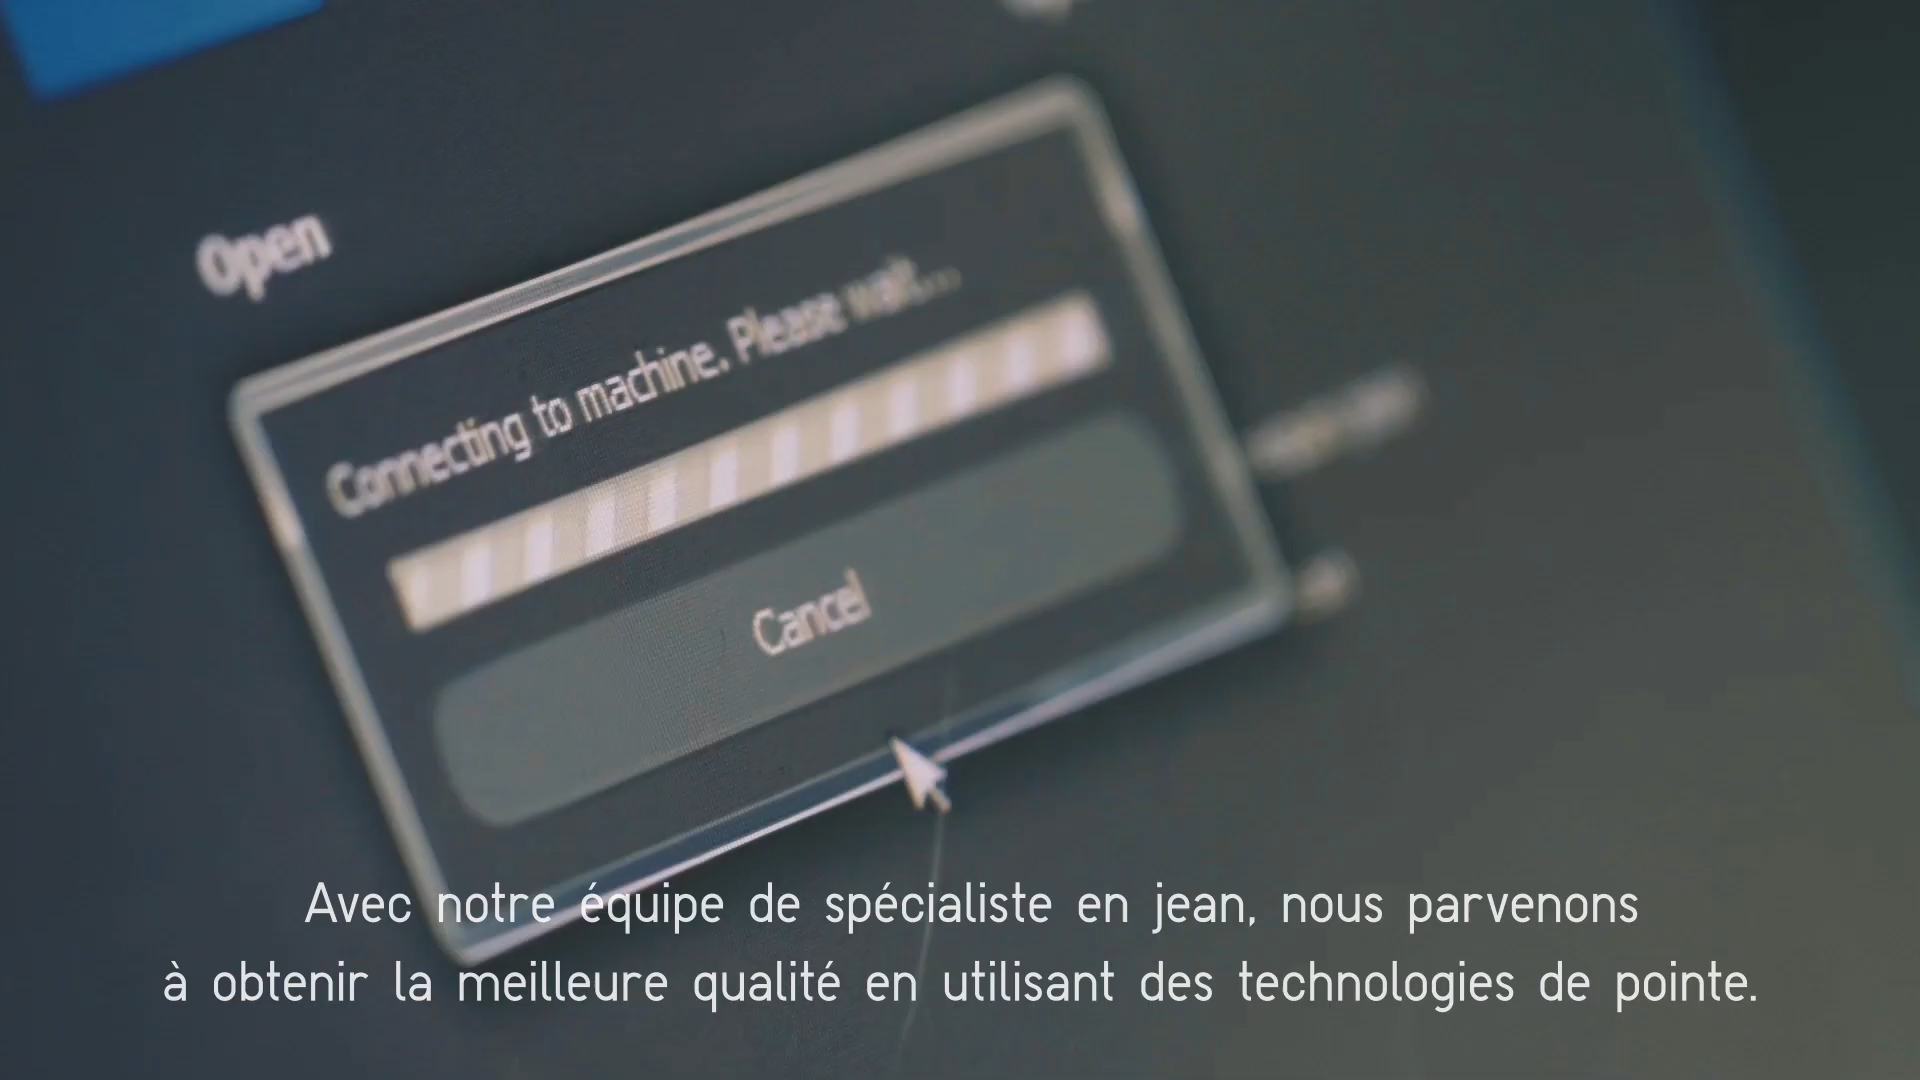 Open
Connecting to machine. Please wait...
Cancel
Avec notre équipe de spécialiste en jean, nous parvenons
à obtenir la meilleure qualité en utilisant des technologies de pointe.